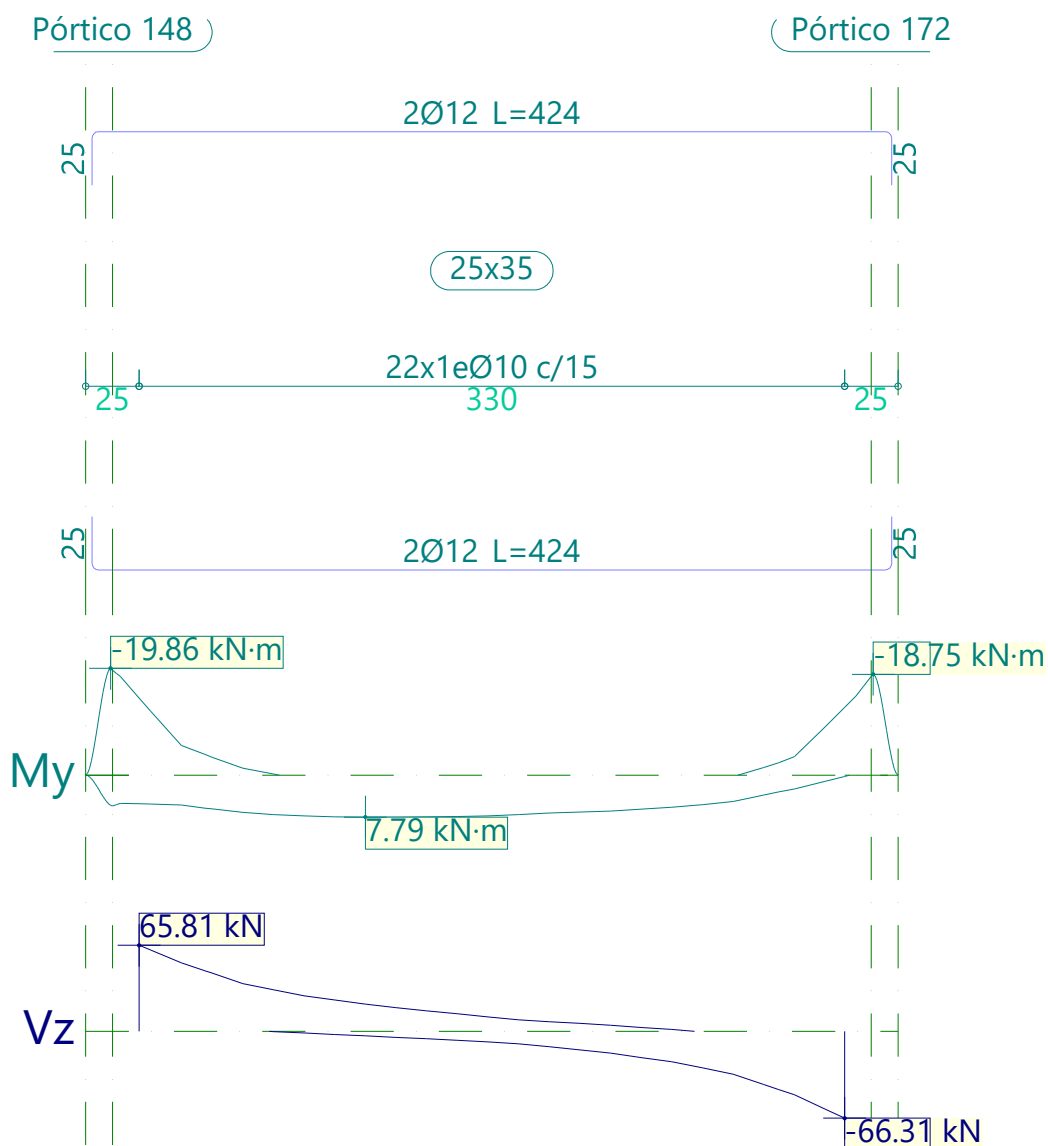 Pórtico 148
Pórtico 172
2Ø12 L=424
25
25
25x35
22x1eØ10 c/15
25
330
25
25
25
2Ø12 L=424
-19.86 kN·m
-18.75 kN·m
My
7.79 kN·m
65.81 kN
Vz
-66.31 kN